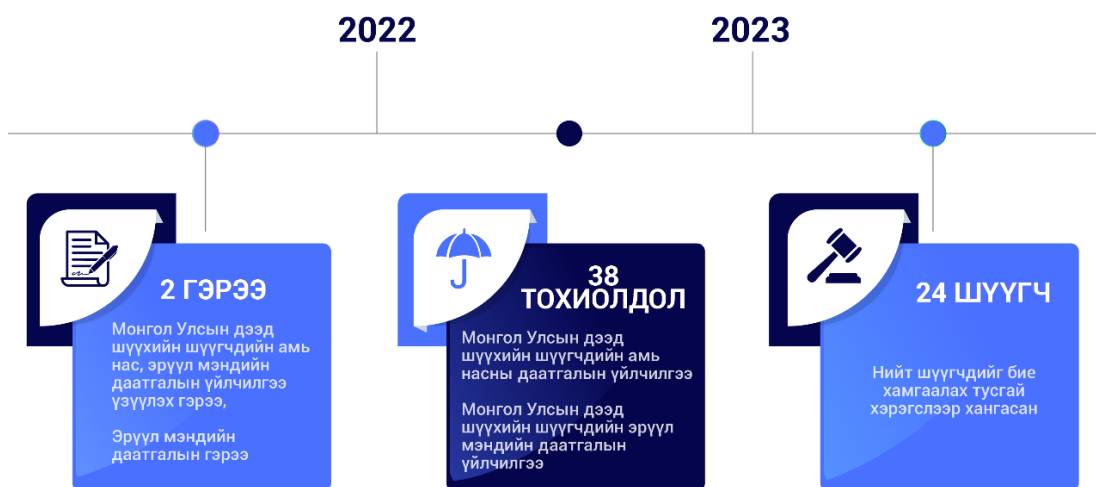 2022
2023
2 ГЭРЭЭ
Монгол Улсын дээд
шүүхийн шүүгчдийн амь
нас, эрүүл мэндийн
даатгалын үйлчилгээ
үзүүлэх гэрээ,
Эрүүл мэндийн
даатгалын гэрээ
38
ТОХИОЛДОЛ
Монгол Улсын дээд
шүүхийн шүүгчдийн амь
насны даатгалын үйлчилгээ
Монгол Улсын дээд
шүүхийн шүүгчдийн эрүүл
мэндийн даатгалын
үйлчилгээ
24 ШҮҮГЧ
Нийт шүүгчдийг бие
хамгаалах тусгай
хэрэгслээр хангасан